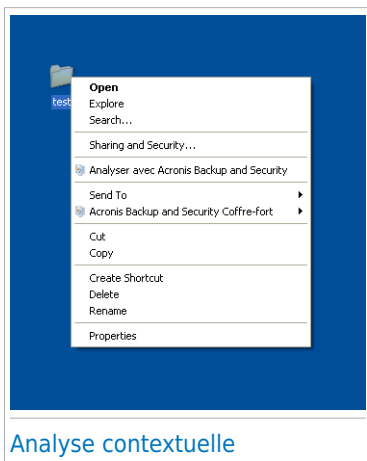 test
Open
Explore
Search...
Sharing and Security...
Analyser avec Acronis Backup and Security
Send To
Acronis Backup and Security Coffre-fort
Cut
Copy
Create Shortcut
Delete
Rename
Properties
Analyse contextuelle